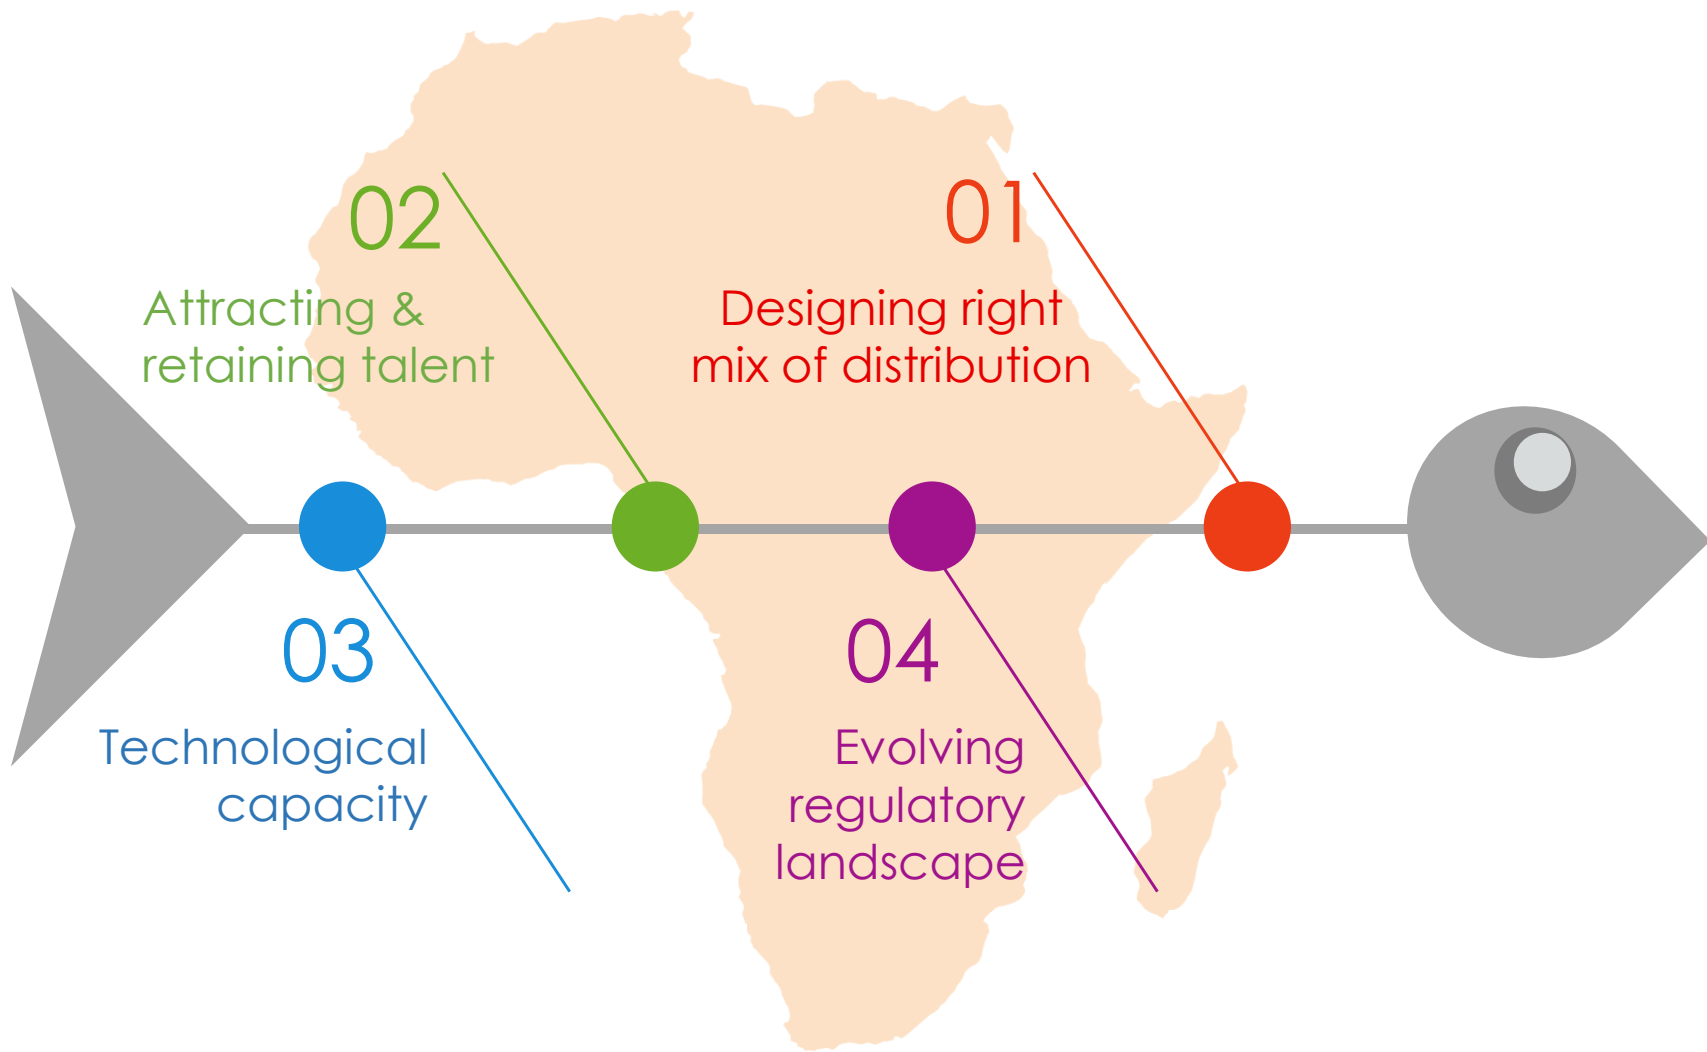 02
Attracting &
retaining talent
01
Designing right
mix of distribution
03
Technological
capacity
04
Evolving
regulatory
landscape